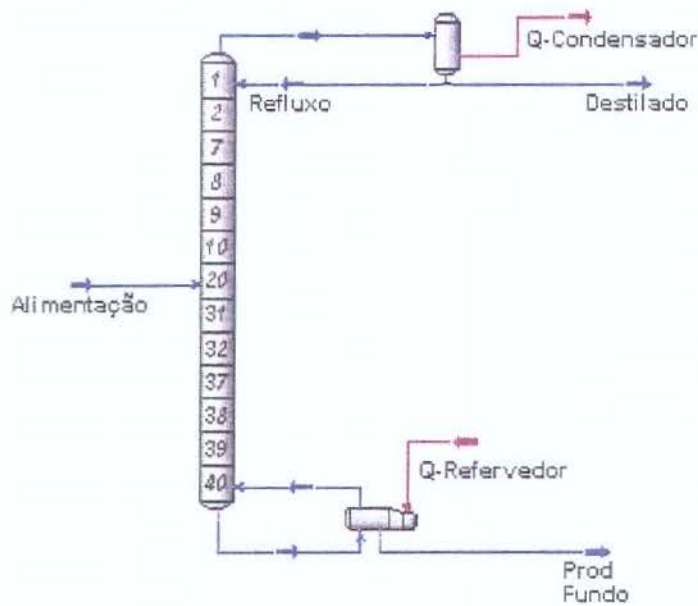 Q-Condensador
1
Refluxo
Destilado
2
7
8
9
10
20
Alimentação
31
32
37
38
39
Q-Refervedor
40
Prod
Fundo